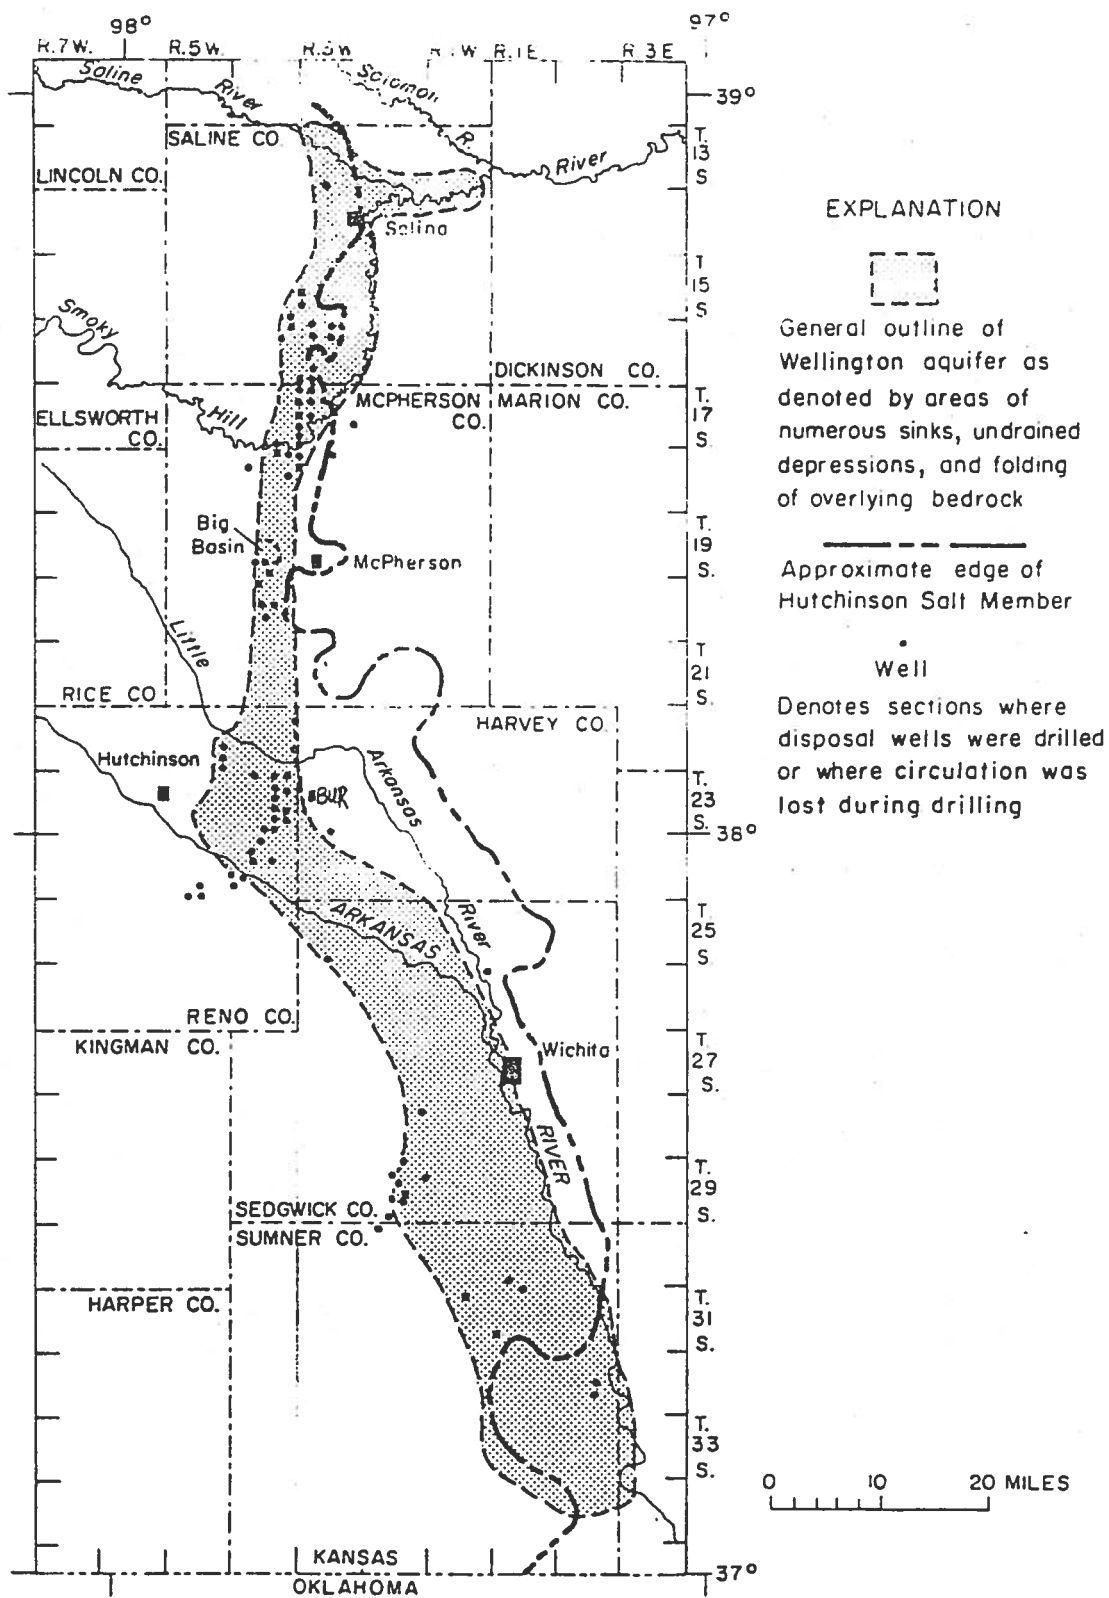 98°
97°
R.7W.
R.5W.
R.3W
R.1W
R.1E
R.3E
Saline
River
Solomon
R.
River
39°
SALINE CO.
LINCOLN CO.
T.
13
S
Salina
T
15
S
Smoky
Hill
DICKINSON CO.
MCPHERSON
CO.
MARION CO.
ELLSWORTH
CO.
T.
17
S.
Big
Basin
McPherson
T.
19
S.
Little
T
21
S.
RICE CO
HARVEY CO.
Hutchinson
BUR
Arkansas
River
T.
23
S.
38°
ARKANSAS
T.
25
S
RENO CO.
KINGMAN CO.
Wichita
T.
27
S.
RIVER
T.
29
S.
SEDGWICK CO.
SUMNER CO.
HARPER CO.
T.
31
S.
T.
33
S.
KANSAS
OKLAHOMA
37°
EXPLANATION
General outline of
Wellington aquifer as
denoted by areas of
numerous sinks, undrained
depressions, and folding
of overlying bedrock
Approximate edge of
Hutchinson Salt Member
Well
Denotes sections where
disposal wells were drilled
or where circulation was
lost during drilling
0 10 20 MILES